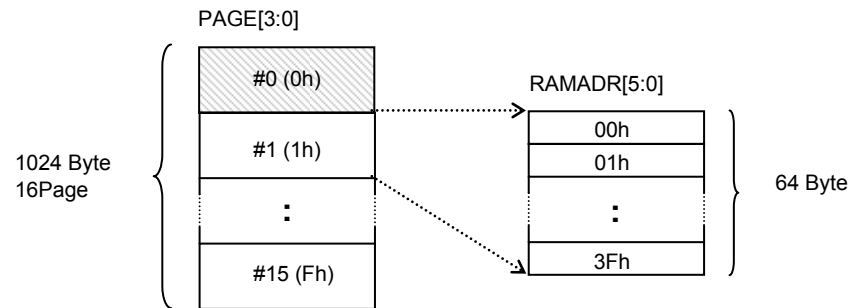 PAGE[3:0]
#0 (0h)
#1 (1h)
:
#15 (Fh)
1024 Byte
16Page
RAMADR[5:0]
00h
01h
:
3Fh
64 Byte